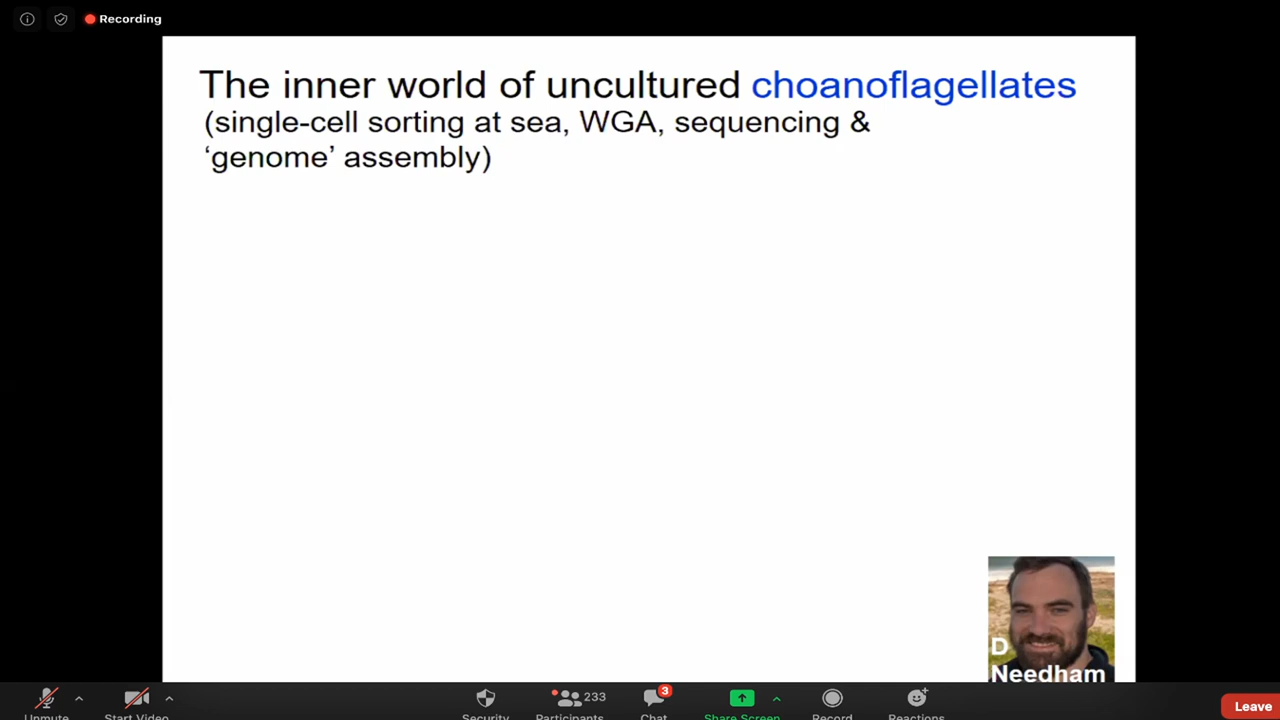 Recording
The inner world of uncultured choanoflagellates
(single-cell sorting at sea, WGA, sequencing &
‘genome’ assembly)
D
Needham
233
3
Unmute
Start Video
Security
Participants
Chat
Share Screen
Record
Reactions
Leave